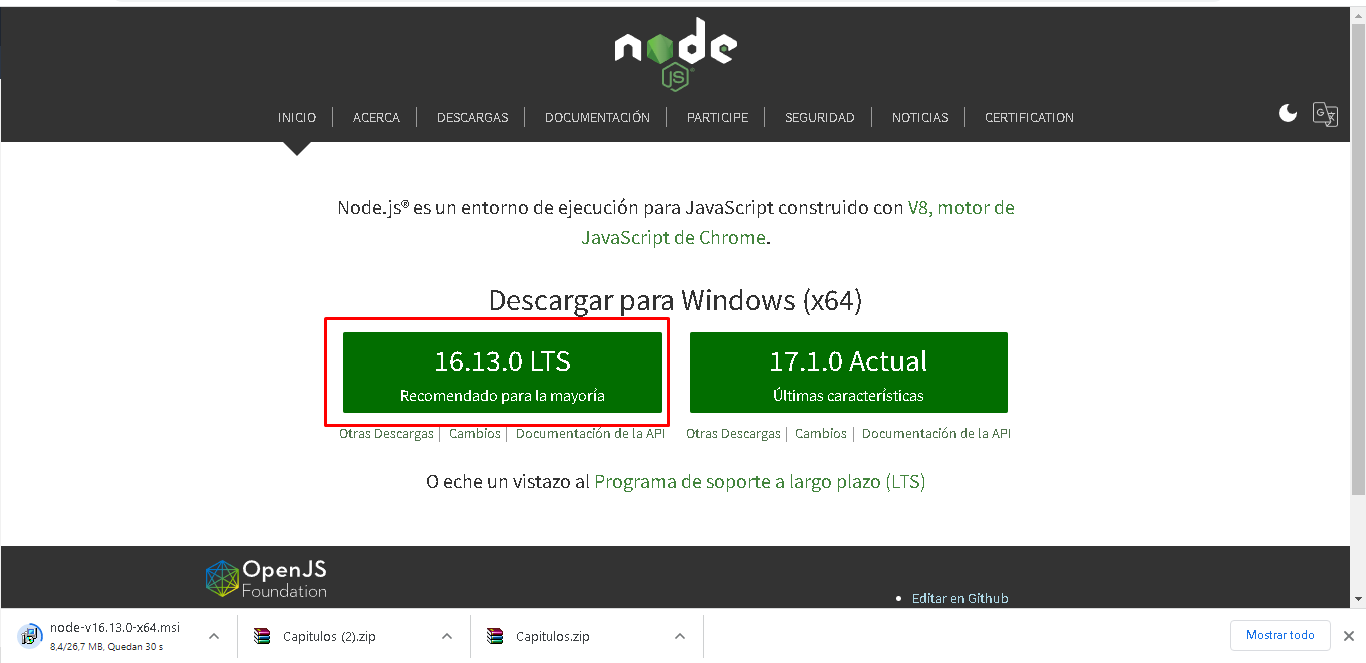 node
JS
INICIO
ACERCA
DESCARGAS
DOCUMENTACIÓN
PARTICIPE
SEGURIDAD
NOTICIAS
CERTIFICATION
Node.js® es un entorno de ejecución para JavaScript construido con V8, motor de
JavaScript de Chrome.
Descargar para Windows (x64)
16.13.0 LTS
Recomendado para la mayoría
17.1.0 Actual
Últimas características
Otras Descargas | Cambios | Documentación de la API
Otras Descargas | Cambios | Documentación de la API
O eche un vistazo al Programa de soporte a largo plazo (LTS)
OpenJS
Foundation
Editar en Github
node-v16.13.0-x64.msi
8,4/26,7 MB, Quedan 30 s
Capitulos (2).zip
Capitulos.zip
Mostrar todo